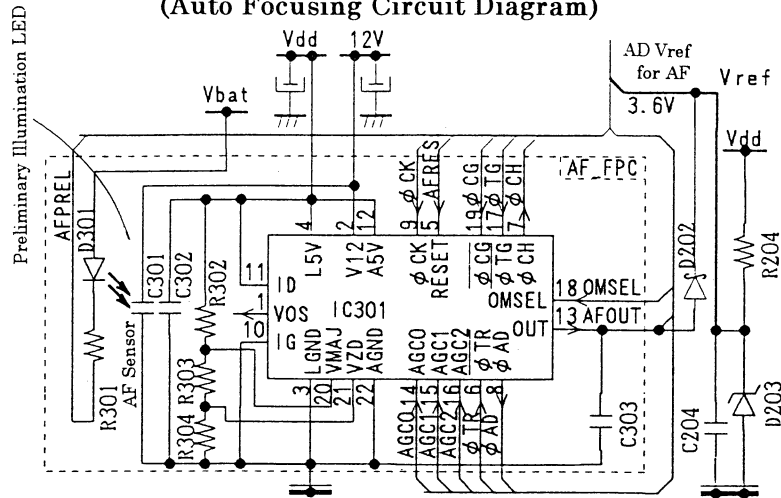 (Auto Focusing Circuit Diagram)
Preliminary Illumination LED
Vdd
12V
AD Vref
for AF
Vref
3.6V
Vbat
Vdd
AF_FPC
AFPREL
D301
R301
AF Sensor
C301
C302
R302
R303
R304
φCK
AFRES
φCG
φTG
φCH
4
2
12
9
5
19
17
7
L5V
V12
A5V
φCK
RESET
φCG
φTG
φCH
11
ID
1
VOS
10
IG
IC301
OMSEL
18 OMSEL
OUT
13 AFOUT
LGND
VMAJ
VZD
AGND
AGC0
AGC1
AGC2
φTR
φAD
3
20
21
22
14
15
16
6
8
AGC0
AGC1
AGC2
φTR
φAD
C303
D202
R204
C204
D203